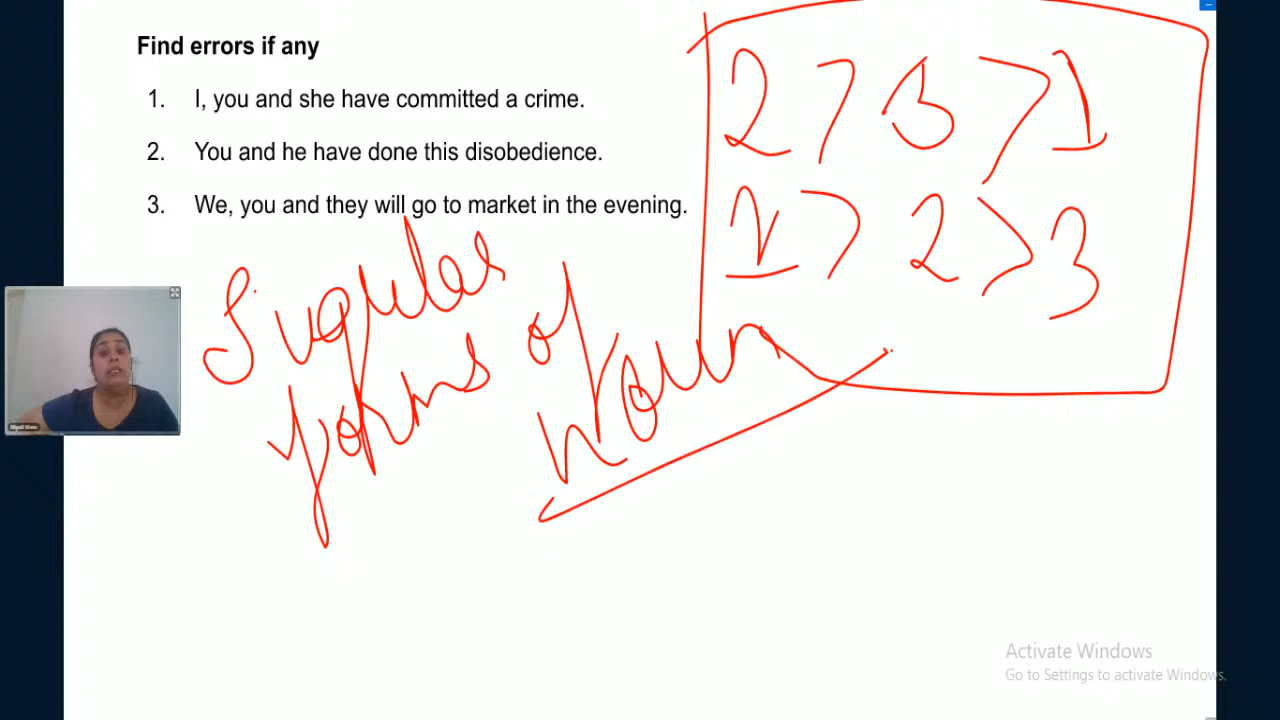 Find errors if any
1. I, you and she have committed a crime.
2. You and he have done this disobedience.
3. We, you and they will go to market in the evening.
2 > 3 > 1
1 > 2 > 3
forms of
Noun
Activate Windows
Go to Settings to activate Windows.